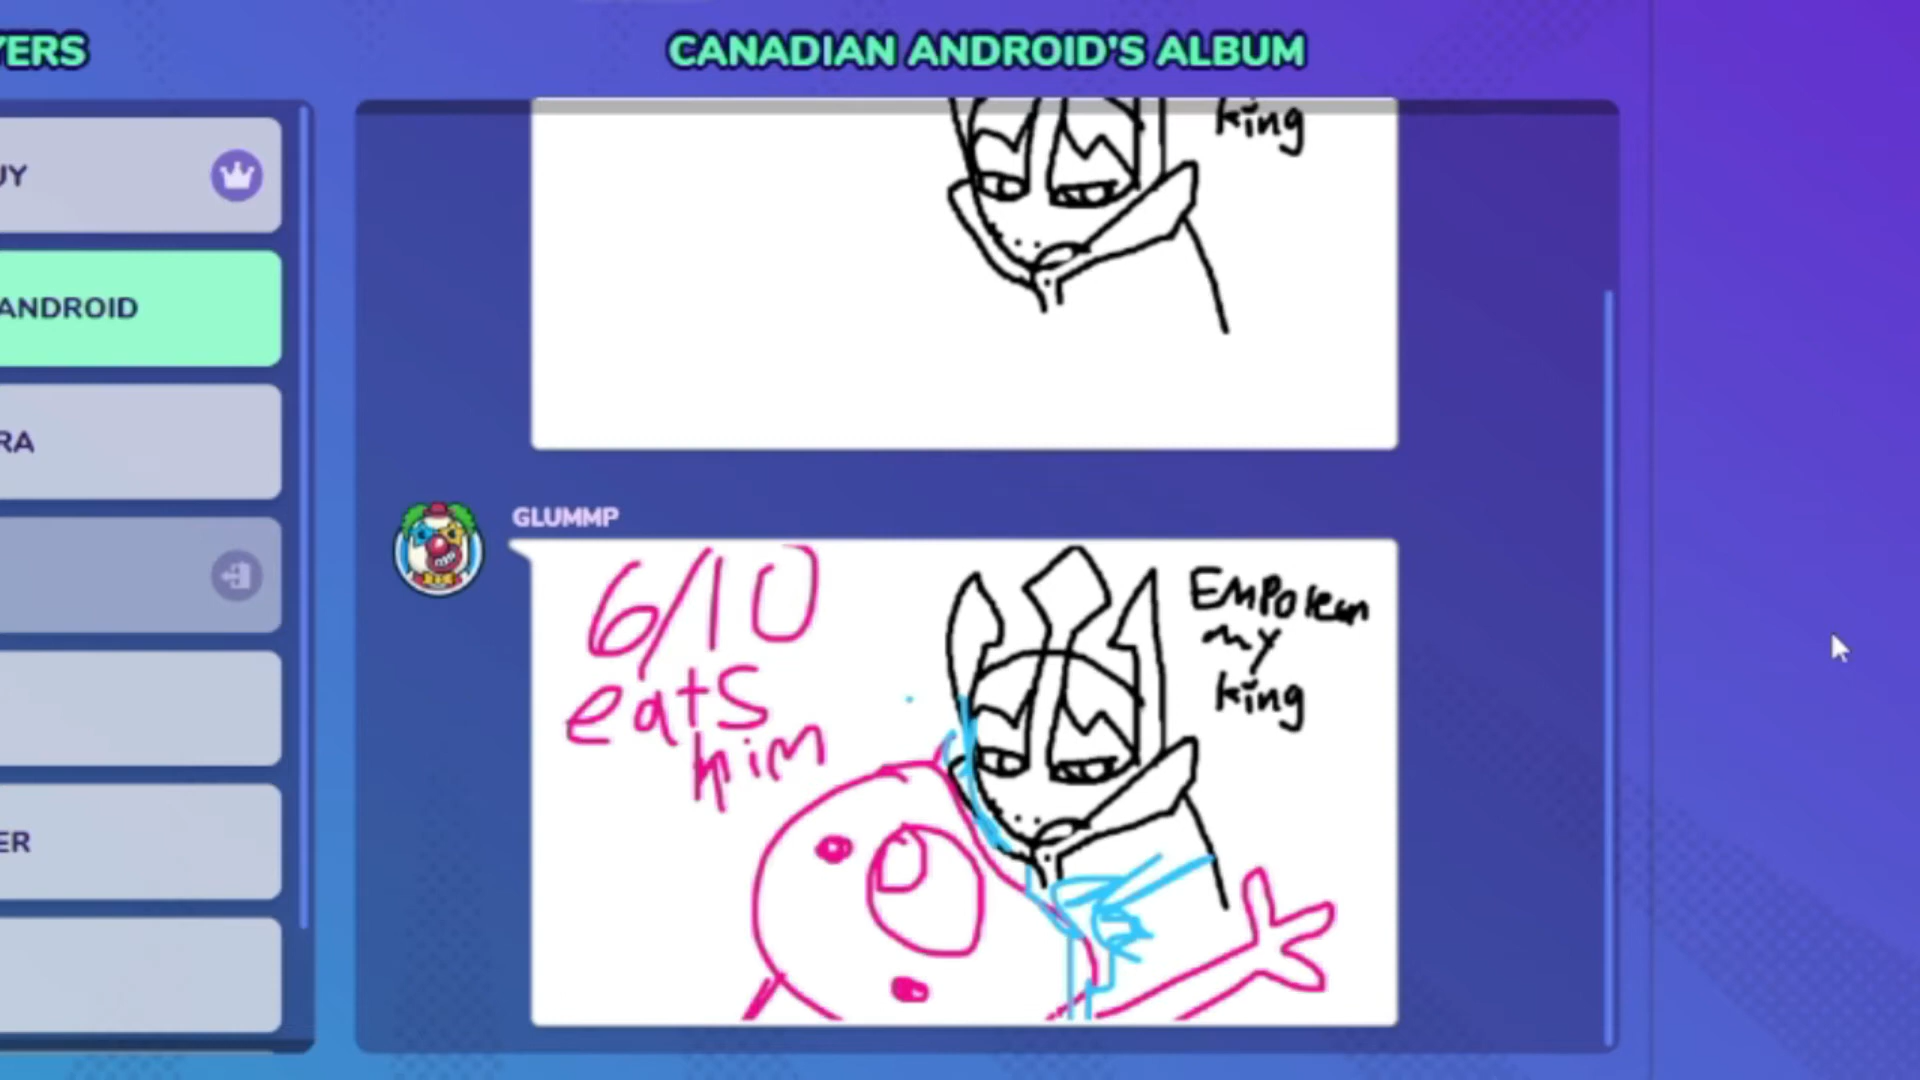 YERS
CANADIAN ANDROID'S ALBUM
UY
ANDROID
RA
ER
king
GLUMMP
6/10
eats
him
EMPOleon
my
king